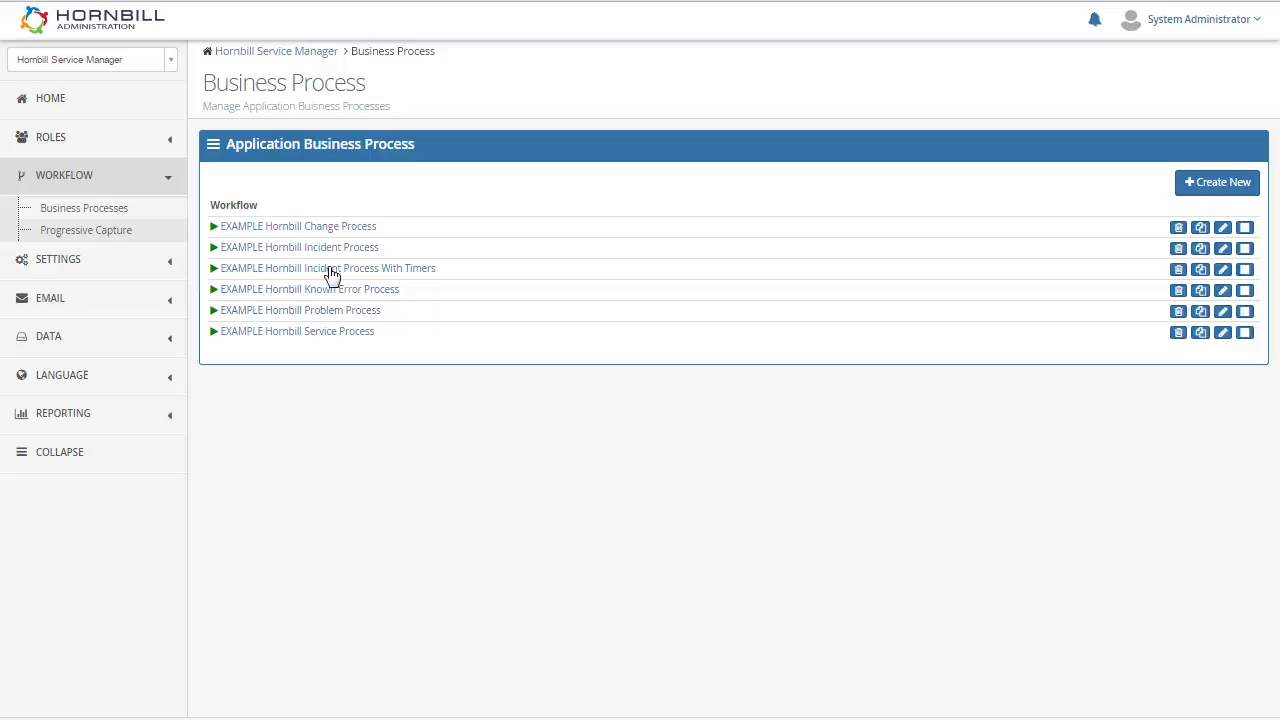 HORNBILL
ADMINISTRATION
System Administrator
Hornbill Service Manager
Hornbill Service Manager > Business Process
HOME
Business Process
Manage Application Buisness Processes
ROLES
Application Business Process
WORKFLOW
Create New
Business Processes
Workflow
Progressive Capture
EXAMPLE Hornbill Change Process
EXAMPLE Hornbill Incident Process
SETTINGS
EXAMPLE Hornbill Incident Process With Timers
EXAMPLE Hornbill Known Error Process
EMAIL
EXAMPLE Hornbill Problem Process
EXAMPLE Hornbill Service Process
DATA
LANGUAGE
REPORTING
COLLAPSE